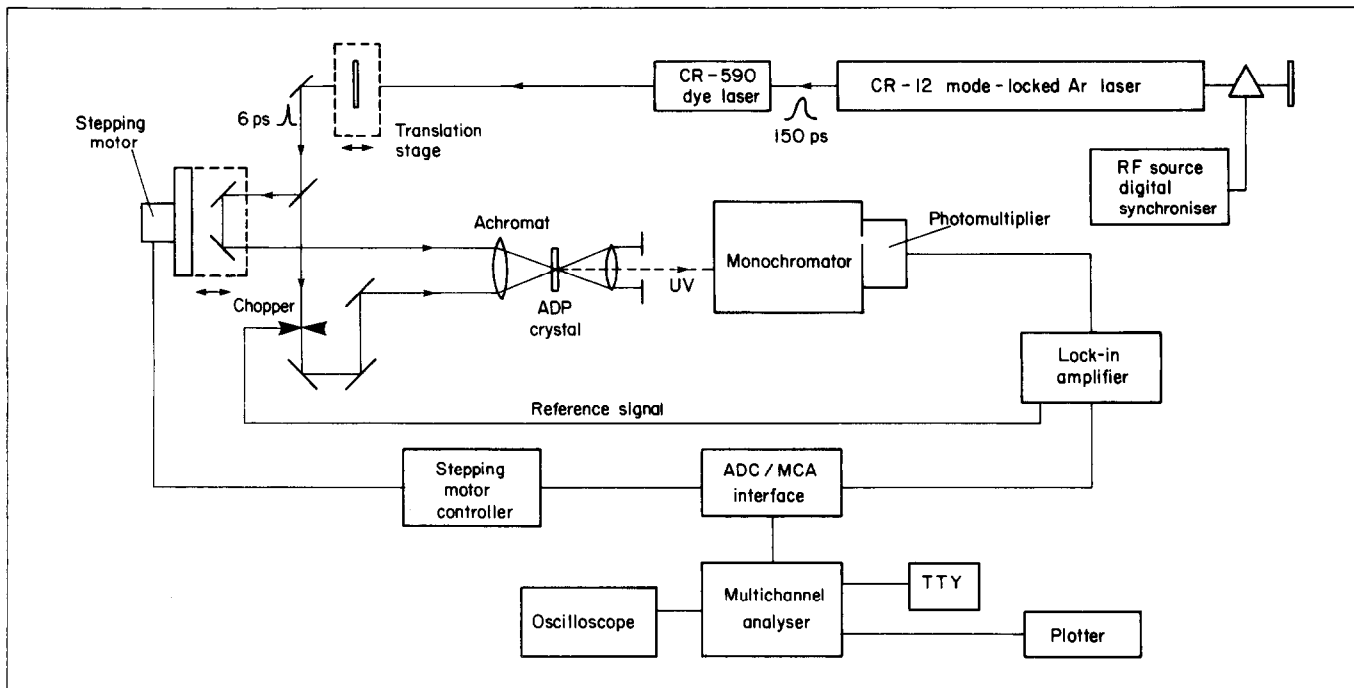 CR-590
dye laser
CR-12 mode-locked Ar laser
150 ps
6 ps
Translation
stage
Stepping
motor
RF source
digital
synchroniser
Achromat
Photomultiplier
Monochromator
UV
ADP
crystal
Chopper
Lock-in
amplifier
Reference signal
Stepping
motor
controller
ADC / MCA
interface
Oscilloscope
Multichannel
analyser
TTY
Plotter